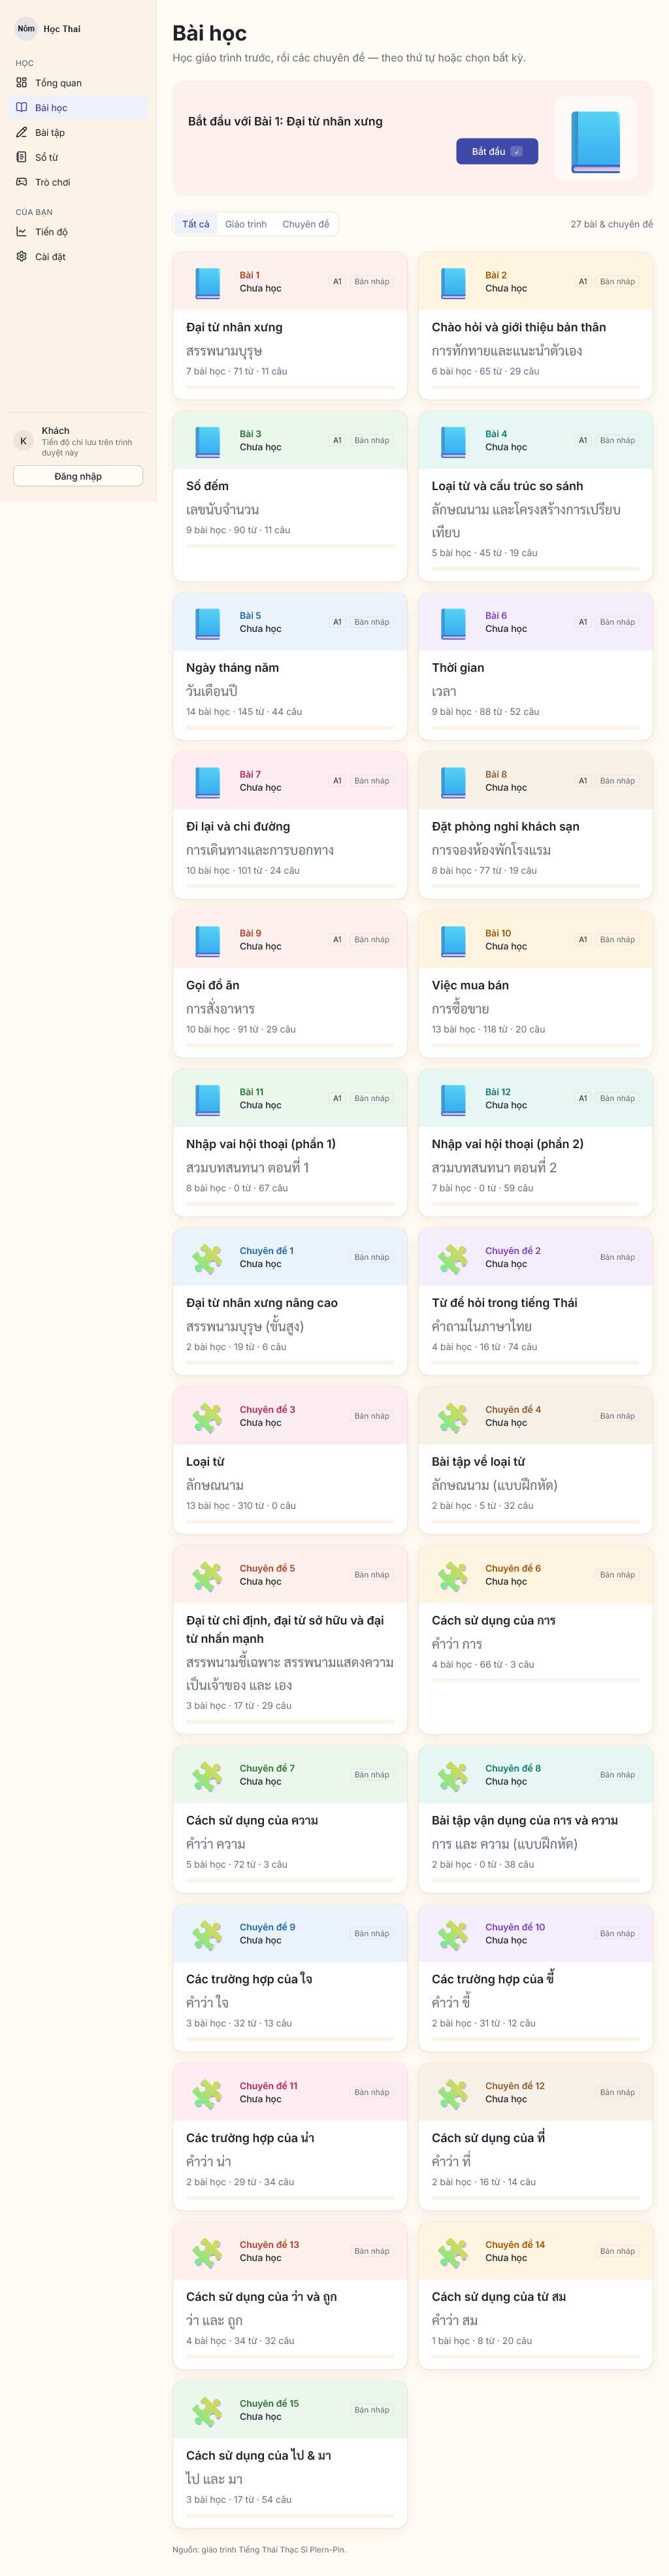 Nôm Học Thai
HỌC
Tổng quan
Bài học
Bài tập
Sổ từ
Trò chơi
CỦA BẠN
Tiến độ
Cài đặt
K Khách
Tiến độ chỉ lưu trên trình
duyệt này
Đăng nhập
Bài học
Học giáo trình trước, rồi các chuyên đề — theo thứ tự hoặc chọn bất kỳ.
Bắt đầu với Bài 1: Đại từ nhân xưng
Bắt đầu
Tất cả Giáo trình Chuyên đề 27 bài & chuyên đề
Bài 1 A1 Bản nháp
Chưa học
Đại từ nhân xưng
สรรพนามบุรุษ
7 bài học · 71 từ · 11 câu
Bài 2 A1 Bản nháp
Chưa học
Chào hỏi và giới thiệu bản thân
การทักทายและแนะนำตัวเอง
6 bài học · 65 từ · 29 câu
Bài 3 A1 Bản nháp
Chưa học
Số đếm
เลขนับจำนวน
9 bài học · 90 từ · 11 câu
Bài 4 A1 Bản nháp
Chưa học
Loại từ và cấu trúc so sánh
ลักษณนาม และโครงสร้างการเปรียบ
เทียบ
5 bài học · 45 từ · 19 câu
Bài 5 A1 Bản nháp
Chưa học
Ngày tháng năm
วันเดือนปี
14 bài học · 145 từ · 44 câu
Bài 6 A1 Bản nháp
Chưa học
Thời gian
เวลา
9 bài học · 88 từ · 52 câu
Bài 7 A1 Bản nháp
Chưa học
Đi lại và chỉ đường
การเดินทางและการบอกทาง
10 bài học · 101 từ · 24 câu
Bài 8 A1 Bản nháp
Chưa học
Đặt phòng nghỉ khách sạn
การจองห้องพักโรงแรม
8 bài học · 77 từ · 19 câu
Bài 9 A1 Bản nháp
Chưa học
Gọi đồ ăn
การสั่งอาหาร
10 bài học · 91 từ · 29 câu
Bài 10 A1 Bản nháp
Chưa học
Việc mua bán
การซื้อขาย
13 bài học · 118 từ · 20 câu
Bài 11 A1 Bản nháp
Chưa học
Nhập vai hội thoại (phần 1)
สวมบทสนทนา ตอนที่ 1
8 bài học · 0 từ · 67 câu
Bài 12 A1 Bản nháp
Chưa học
Nhập vai hội thoại (phần 2)
สวมบทสนทนา ตอนที่ 2
7 bài học · 0 từ · 59 câu
Chuyên đề 1 Bản nháp
Chưa học
Đại từ nhân xưng nâng cao
สรรพนามบุรุษ (ขั้นสูง)
2 bài học · 19 từ · 6 câu
Chuyên đề 2 Bản nháp
Chưa học
Từ để hỏi trong tiếng Thái
คำถามในภาษาไทย
4 bài học · 16 từ · 74 câu
Chuyên đề 3 Bản nháp
Chưa học
Loại từ
ลักษณนาม
13 bài học · 310 từ · 0 câu
Chuyên đề 4 Bản nháp
Chưa học
Bài tập về loại từ
ลักษณนาม (แบบฝึกหัด)
2 bài học · 5 từ · 32 câu
Chuyên đề 5 Bản nháp
Chưa học
Đại từ chỉ định, đại từ sở hữu và đại
từ nhấn mạnh
สรรพนามชี้เฉพาะ สรรพนามแสดงความ
เป็นเจ้าของ และ เอง
3 bài học · 17 từ · 29 câu
Chuyên đề 6 Bản nháp
Chưa học
Cách sử dụng của การ
คำว่า การ
4 bài học · 66 từ · 3 câu
Chuyên đề 7 Bản nháp
Chưa học
Cách sử dụng của ความ
คำว่า ความ
5 bài học · 72 từ · 3 câu
Chuyên đề 8 Bản nháp
Chưa học
Bài tập vận dụng của การ và ความ
การ และ ความ (แบบฝึกหัด)
2 bài học · 0 từ · 38 câu
Chuyên đề 9 Bản nháp
Chưa học
Các trường hợp của ใจ
คำว่า ใจ
3 bài học · 32 từ · 13 câu
Chuyên đề 10 Bản nháp
Chưa học
Các trường hợp của ขี้
คำว่า ขี้
2 bài học · 31 từ · 12 câu
Chuyên đề 11 Bản nháp
Chưa học
Các trường hợp của น่า
คำว่า น่า
2 bài học · 29 từ · 34 câu
Chuyên đề 12 Bản nháp
Chưa học
Cách sử dụng của ที่
คำว่า ที่
2 bài học · 16 từ · 14 câu
Chuyên đề 13 Bản nháp
Chưa học
Cách sử dụng của ว่า và ถูก
ว่า และ ถูก
4 bài học · 34 từ · 32 câu
Chuyên đề 14 Bản nháp
Chưa học
Cách sử dụng của từ สม
คำว่า สม
1 bài học · 8 từ · 20 câu
Chuyên đề 15 Bản nháp
Chưa học
Cách sử dụng của ไป & มา
ไป และ มา
3 bài học · 17 từ · 54 câu
Nguồn: giáo trình Tiếng Thái Thạc Sĩ Plern-Pin.